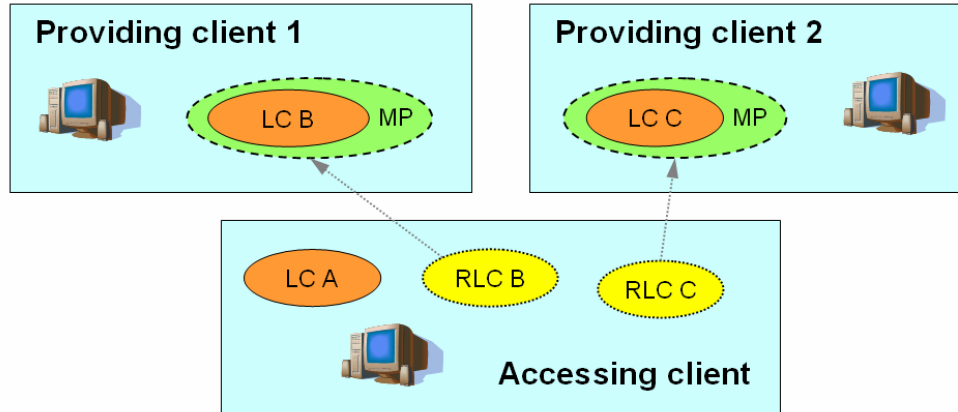 Providing client 1
Providing client 2
LC B
MP
LC C
MP
LC A
RLC B
RLC C
Accessing client